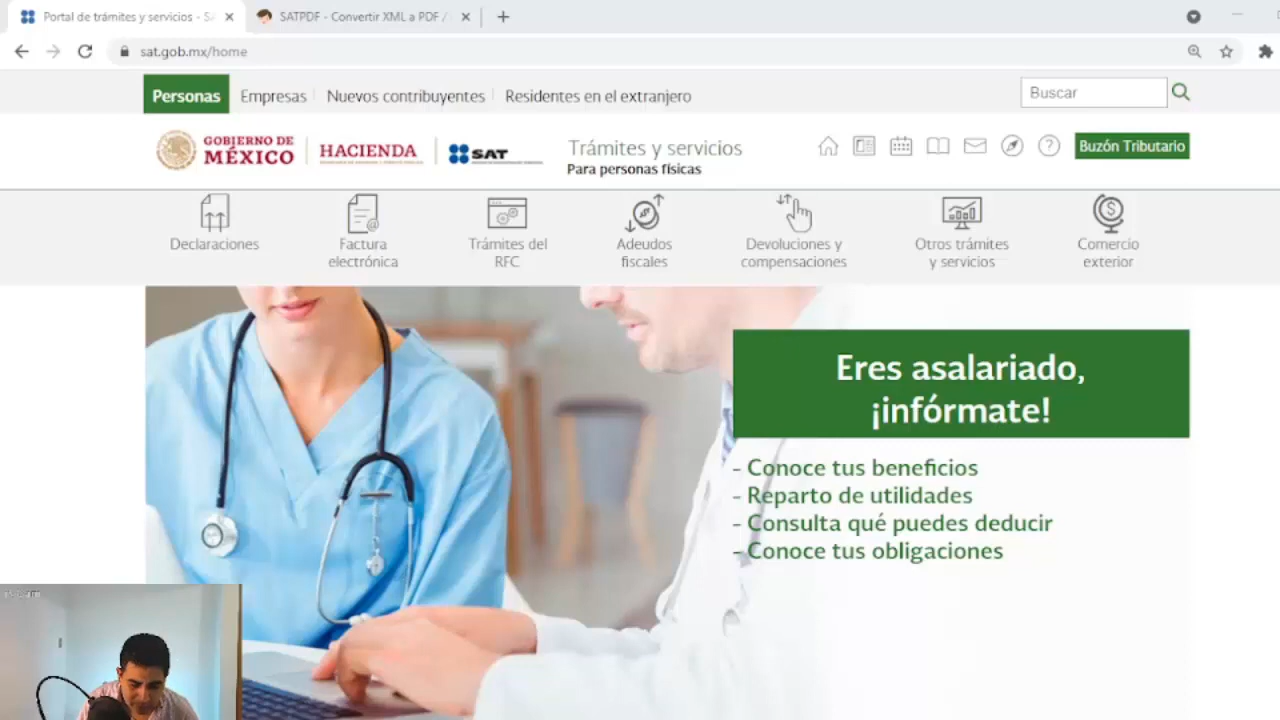 Portal de trámites y servicios - SA
SATPDF - Convertir XML a PDF /
sat.gob.mx/home
Personas
Empresas
Nuevos contribuyentes
Residentes en el extranjero
Buscar
GOBIERNO DE
MÉXICO
HACIENDA
SAT
Trámites y servicios
Para personas físicas
Buzón Tributario
Declaraciones
Factura
electrónica
Trámites del
RFC
Adeudos
fiscales
Devoluciones y
compensaciones
Otros trámites
y servicios
Comercio
exterior
Eres asalariado,
¡infórmate!
- Conoce tus beneficios
- Reparto de utilidades
- Consulta qué puedes deducir
- Conoce tus obligaciones